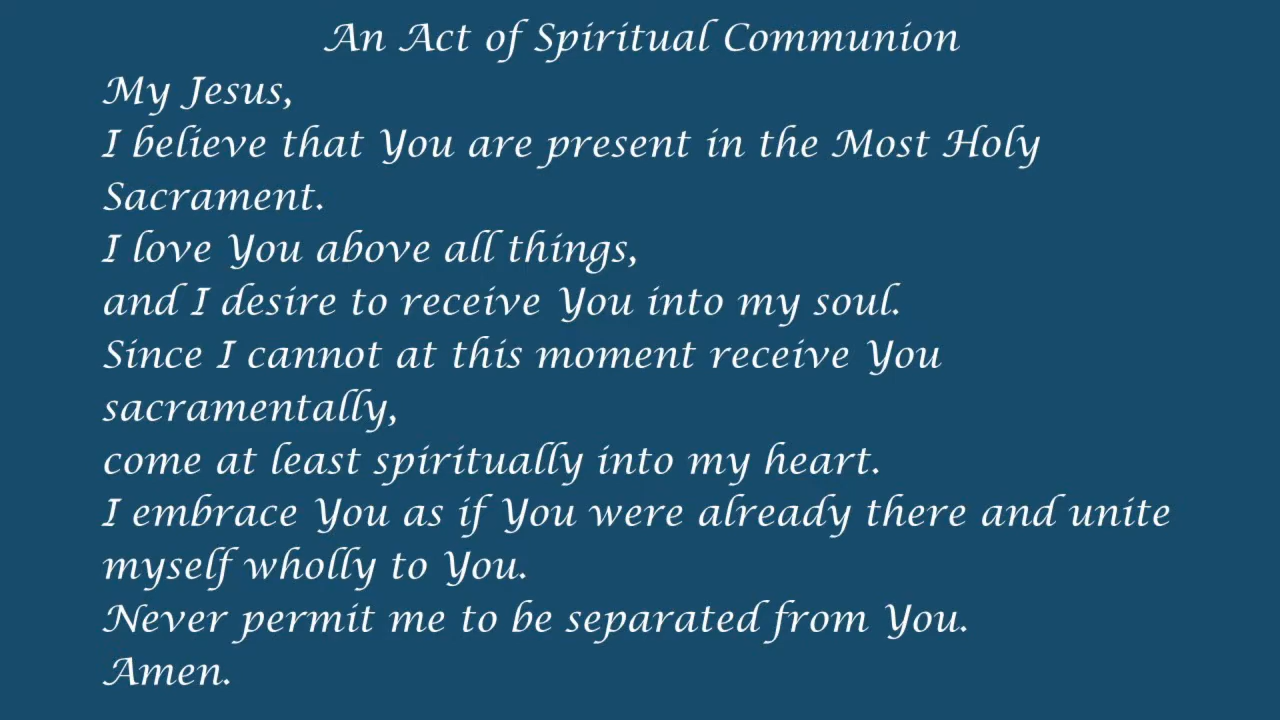 An Act of Spiritual Communion
My Jesus,
I believe that You are present in the Most Holy
Sacrament.
I love You above all things,
and I desire to receive You into my soul.
Since I cannot at this moment receive You
sacramentally,
come at least spiritually into my heart.
I embrace You as if You were already there and unite
myself wholly to You.
Never permit me to be separated from You.
Amen.